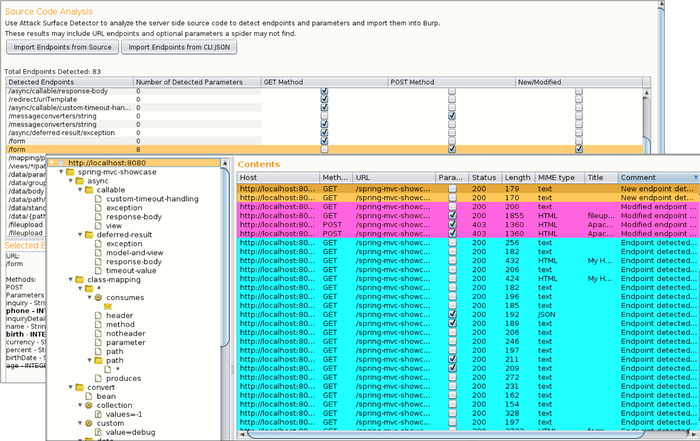 Source Code Analysis
Use Attack Surface Detector to analyze the server side source code to detect endpoints and parameters and import them into Burp.
These results may include URL endpoints and optional parameters a spider may not find.
Import Endpoints from Source Import Endpoints from CLI JSON
Total Endpoints Detected: 83
Detected Endpoints Number of Detected Parameters GET Method POST Method New/Modified
/async/callable/response-body 0
/redirect/uriTemplate 0
/async/callable/custom-timeout-han... 0
/messageconverters/string 0
/messageconverters/string 0
/async/deferred-result/exception 0
/form 0
/form 8
/mapping/p
/views/*/pat
/data/param
/data/group
/data/body
/data/path/
/data/stand
/data/{path
/fileupload
/fileupload
Selected E
URL:
/form
Methods:
POST
Parameters
inquiry - Str
phone - IN
inquiryDetai
name - Strin
birth - INTE
currency - S
percent - St
birthDate -
age - INTEGE
http://localhost:8080
spring-mvc-showcase
async
callable
custom-timeout-handling
exception
response-body
view
deferred-result
exception
model-and-view
response-body
timeout-value
class-mapping
*
consumes
header
method
noheader
parameter
path
path
*
produces
convert
bean
collection
values=-1
custom
value=debug
Contents
Host Meth... URL Para... Status Length MIME type Title Comment
http://localhost:80... GET /spring-mvc-showc... 200 179 text New endpoint det...
http://localhost:80... GET /spring-mvc-showc... 200 170 text New endpoint det...
http://localhost:80... GET /spring-mvc-showc... 200 200 text Modified endpoint ...
http://localhost:80... GET /spring-mvc-showc... 200 1855 HTML fileup... Modified endpoint ...
http://localhost:80... POST /spring-mvc-showc... 403 1360 HTML Apac... Modified endpoint ...
http://localhost:80... GET /spring-mvc-showc... 403 1360 HTML Apac... Modified endpoint ...
http://localhost:80... GET /spring-mvc-showc... 200 256 text Endpoint detected...
http://localhost:80... GET /spring-mvc-showc... 200 182 text Endpoint detected...
http://localhost:80... GET /spring-mvc-showc... 200 432 HTML My H... Endpoint detected...
http://localhost:80... GET /spring-mvc-showc... 200 206 text Endpoint detected...
http://localhost:80... GET /spring-mvc-showc... 200 424 HTML My H... Endpoint detected...
http://localhost:80... GET /spring-mvc-showc... 200 182 text Endpoint detected...
http://localhost:80... GET /spring-mvc-showc... 200 196 text Endpoint detected...
http://localhost:80... GET /spring-mvc-showc... 200 185 text Endpoint detected...
http://localhost:80... GET /spring-mvc-showc... 200 192 JSON Endpoint detected...
http://localhost:80... GET /spring-mvc-showc... 200 189 text Endpoint detected...
http://localhost:80... GET /spring-mvc-showc... 200 206 text Endpoint detected...
http://localhost:80... GET /spring-mvc-showc... 200 246 text Endpoint detected...
http://localhost:80... GET /spring-mvc-showc... 200 197 text Endpoint detected...
http://localhost:80... GET /spring-mvc-showc... 200 211 text Endpoint detected...
http://localhost:80... GET /spring-mvc-showc... 200 209 text Endpoint detected...
http://localhost:80... GET /spring-mvc-showc... 200 272 text Endpoint detected...
http://localhost:80... GET /spring-mvc-showc... 200 231 text Endpoint detected...
http://localhost:80... GET /spring-mvc-showc... 200 162 text Endpoint detected...
http://localhost:80... GET /spring-mvc-showc... 200 154 text Endpoint detected...
http://localhost:80... GET /spring-mvc-showc... 200 328 text Endpoint detected...
http://localhost:80... GET /spring-mvc-showc... 200 197 text Endpoint detected...